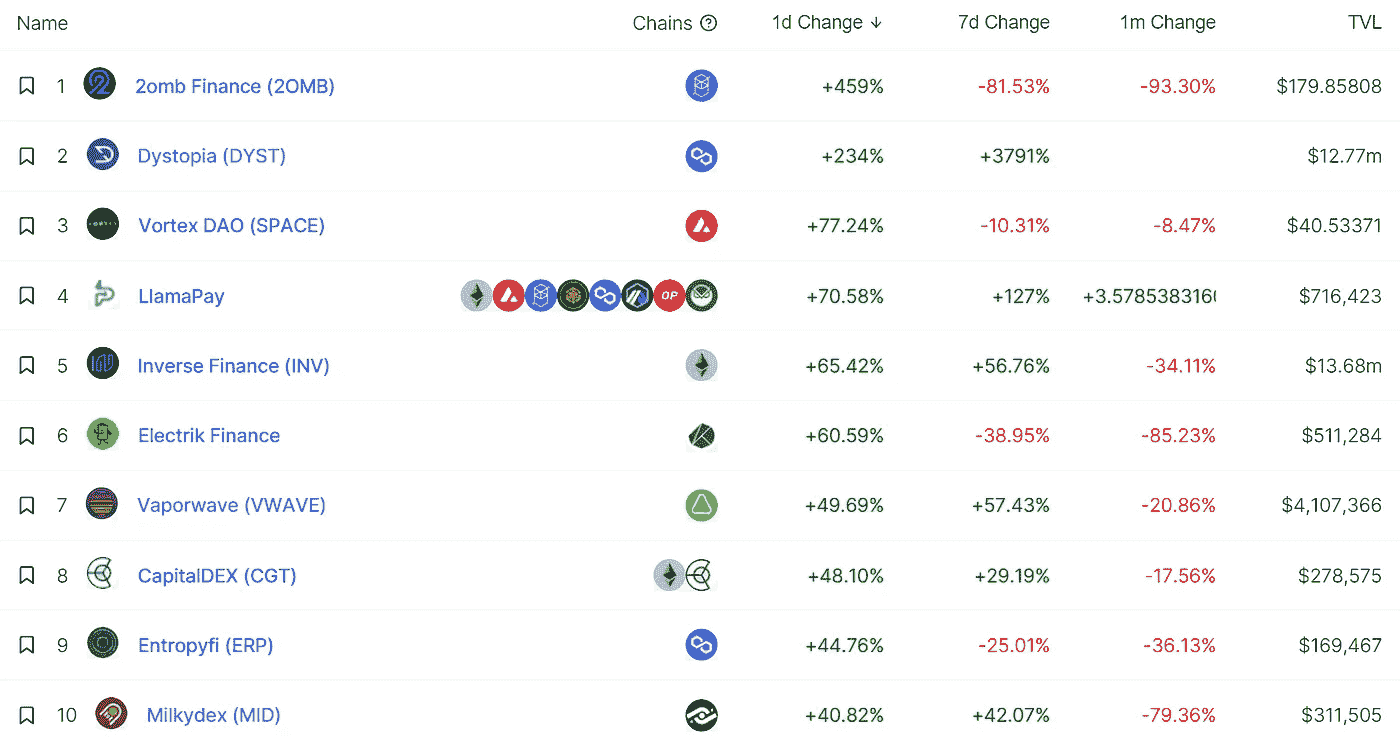 Name Chains ? 1d Change ↓ 7d Change 1m Change TVL
1 2omb Finance (2OMB) +459% -81.53% -93.30% $179.85808
2 Dystopia (DYST) +234% +3791% $12.77m
3 Vortex DAO (SPACE) +77.24% -10.31% -8.47% $40.53371
4 LlamaPay OP +70.58% +127% +3.5785383160 $716,423
5 Inverse Finance (INV) +65.42% +56.76% -34.11% $13.68m
6 Electrik Finance +60.59% -38.95% -85.23% $511,284
7 Vaporwave (VWAVE) +49.69% +57.43% -20.86% $4,107,366
8 CapitalDEX (CGT) +48.10% +29.19% -17.56% $278,575
9 Entropyfi (ERP) +44.76% -25.01% -36.13% $169,467
10 Milkydex (MID) +40.82% +42.07% -79.36% $311,505